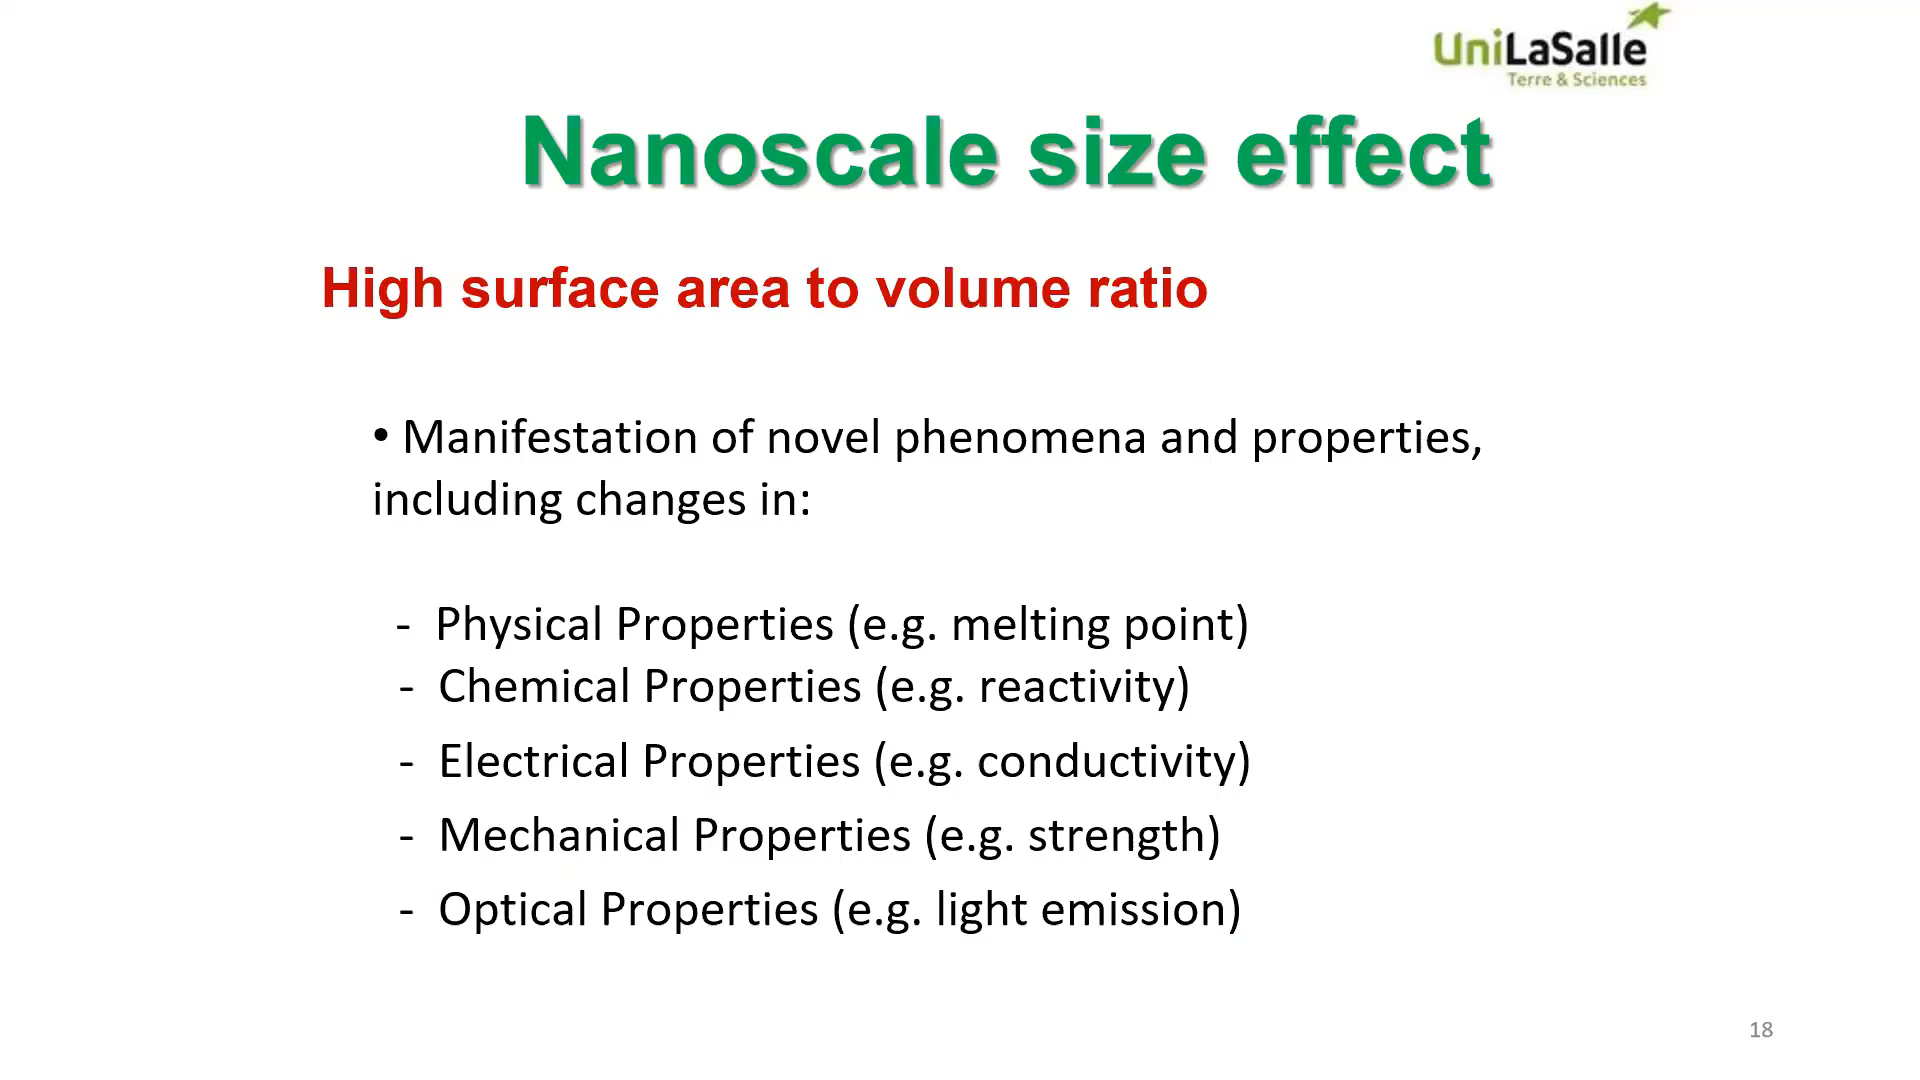 UniLaSalle
Terre & Sciences
Nanoscale size effect
High surface area to volume ratio
• Manifestation of novel phenomena and properties,
including changes in:
- Physical Properties (e.g. melting point)
- Chemical Properties (e.g. reactivity)
- Electrical Properties (e.g. conductivity)
- Mechanical Properties (e.g. strength)
- Optical Properties (e.g. light emission)
18